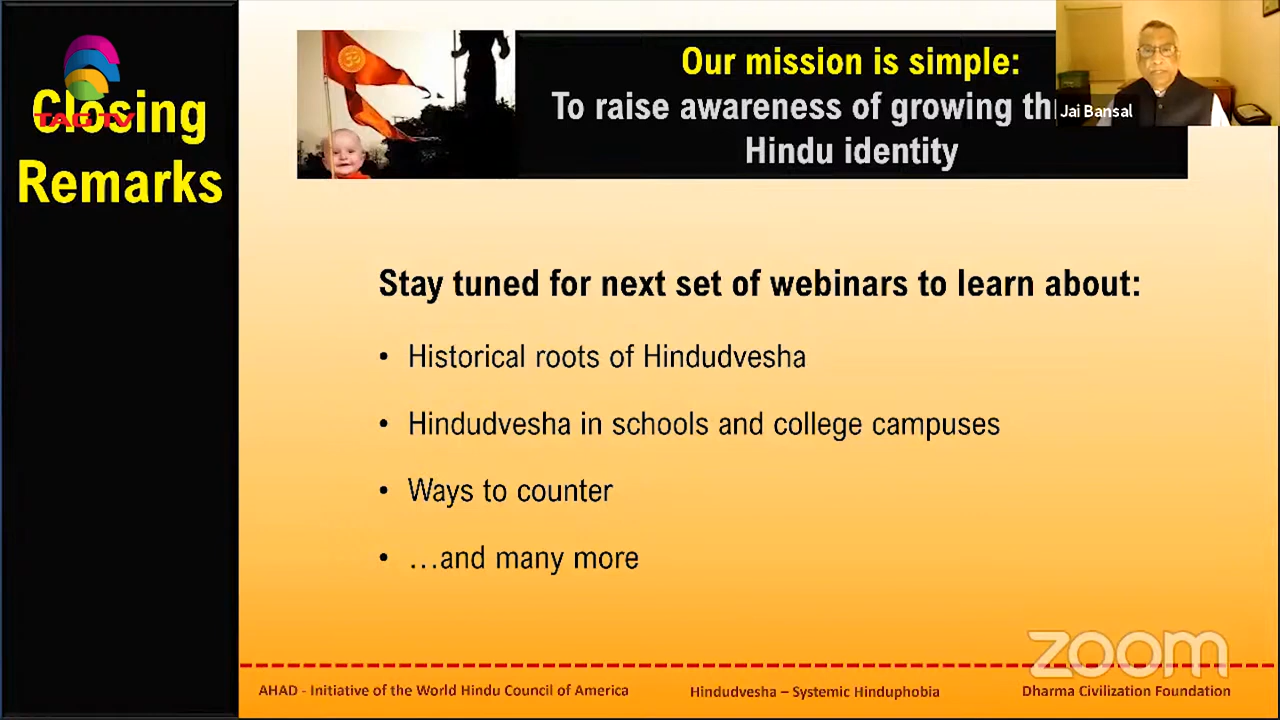 Closing
Remarks
TAG TV
Our mission is simple:
To raise awareness of growing
Hindu identity
Jai Bansal
Stay tuned for next set of webinars to learn about:
• Historical roots of Hindudvesha
• Hindudvesha in schools and college campuses
• Ways to counter
• …and many more
zoom
AHAD - Initiative of the World Hindu Council of America
Hindudvesha – Systemic Hinduphobia
Dharma Civilization Foundation